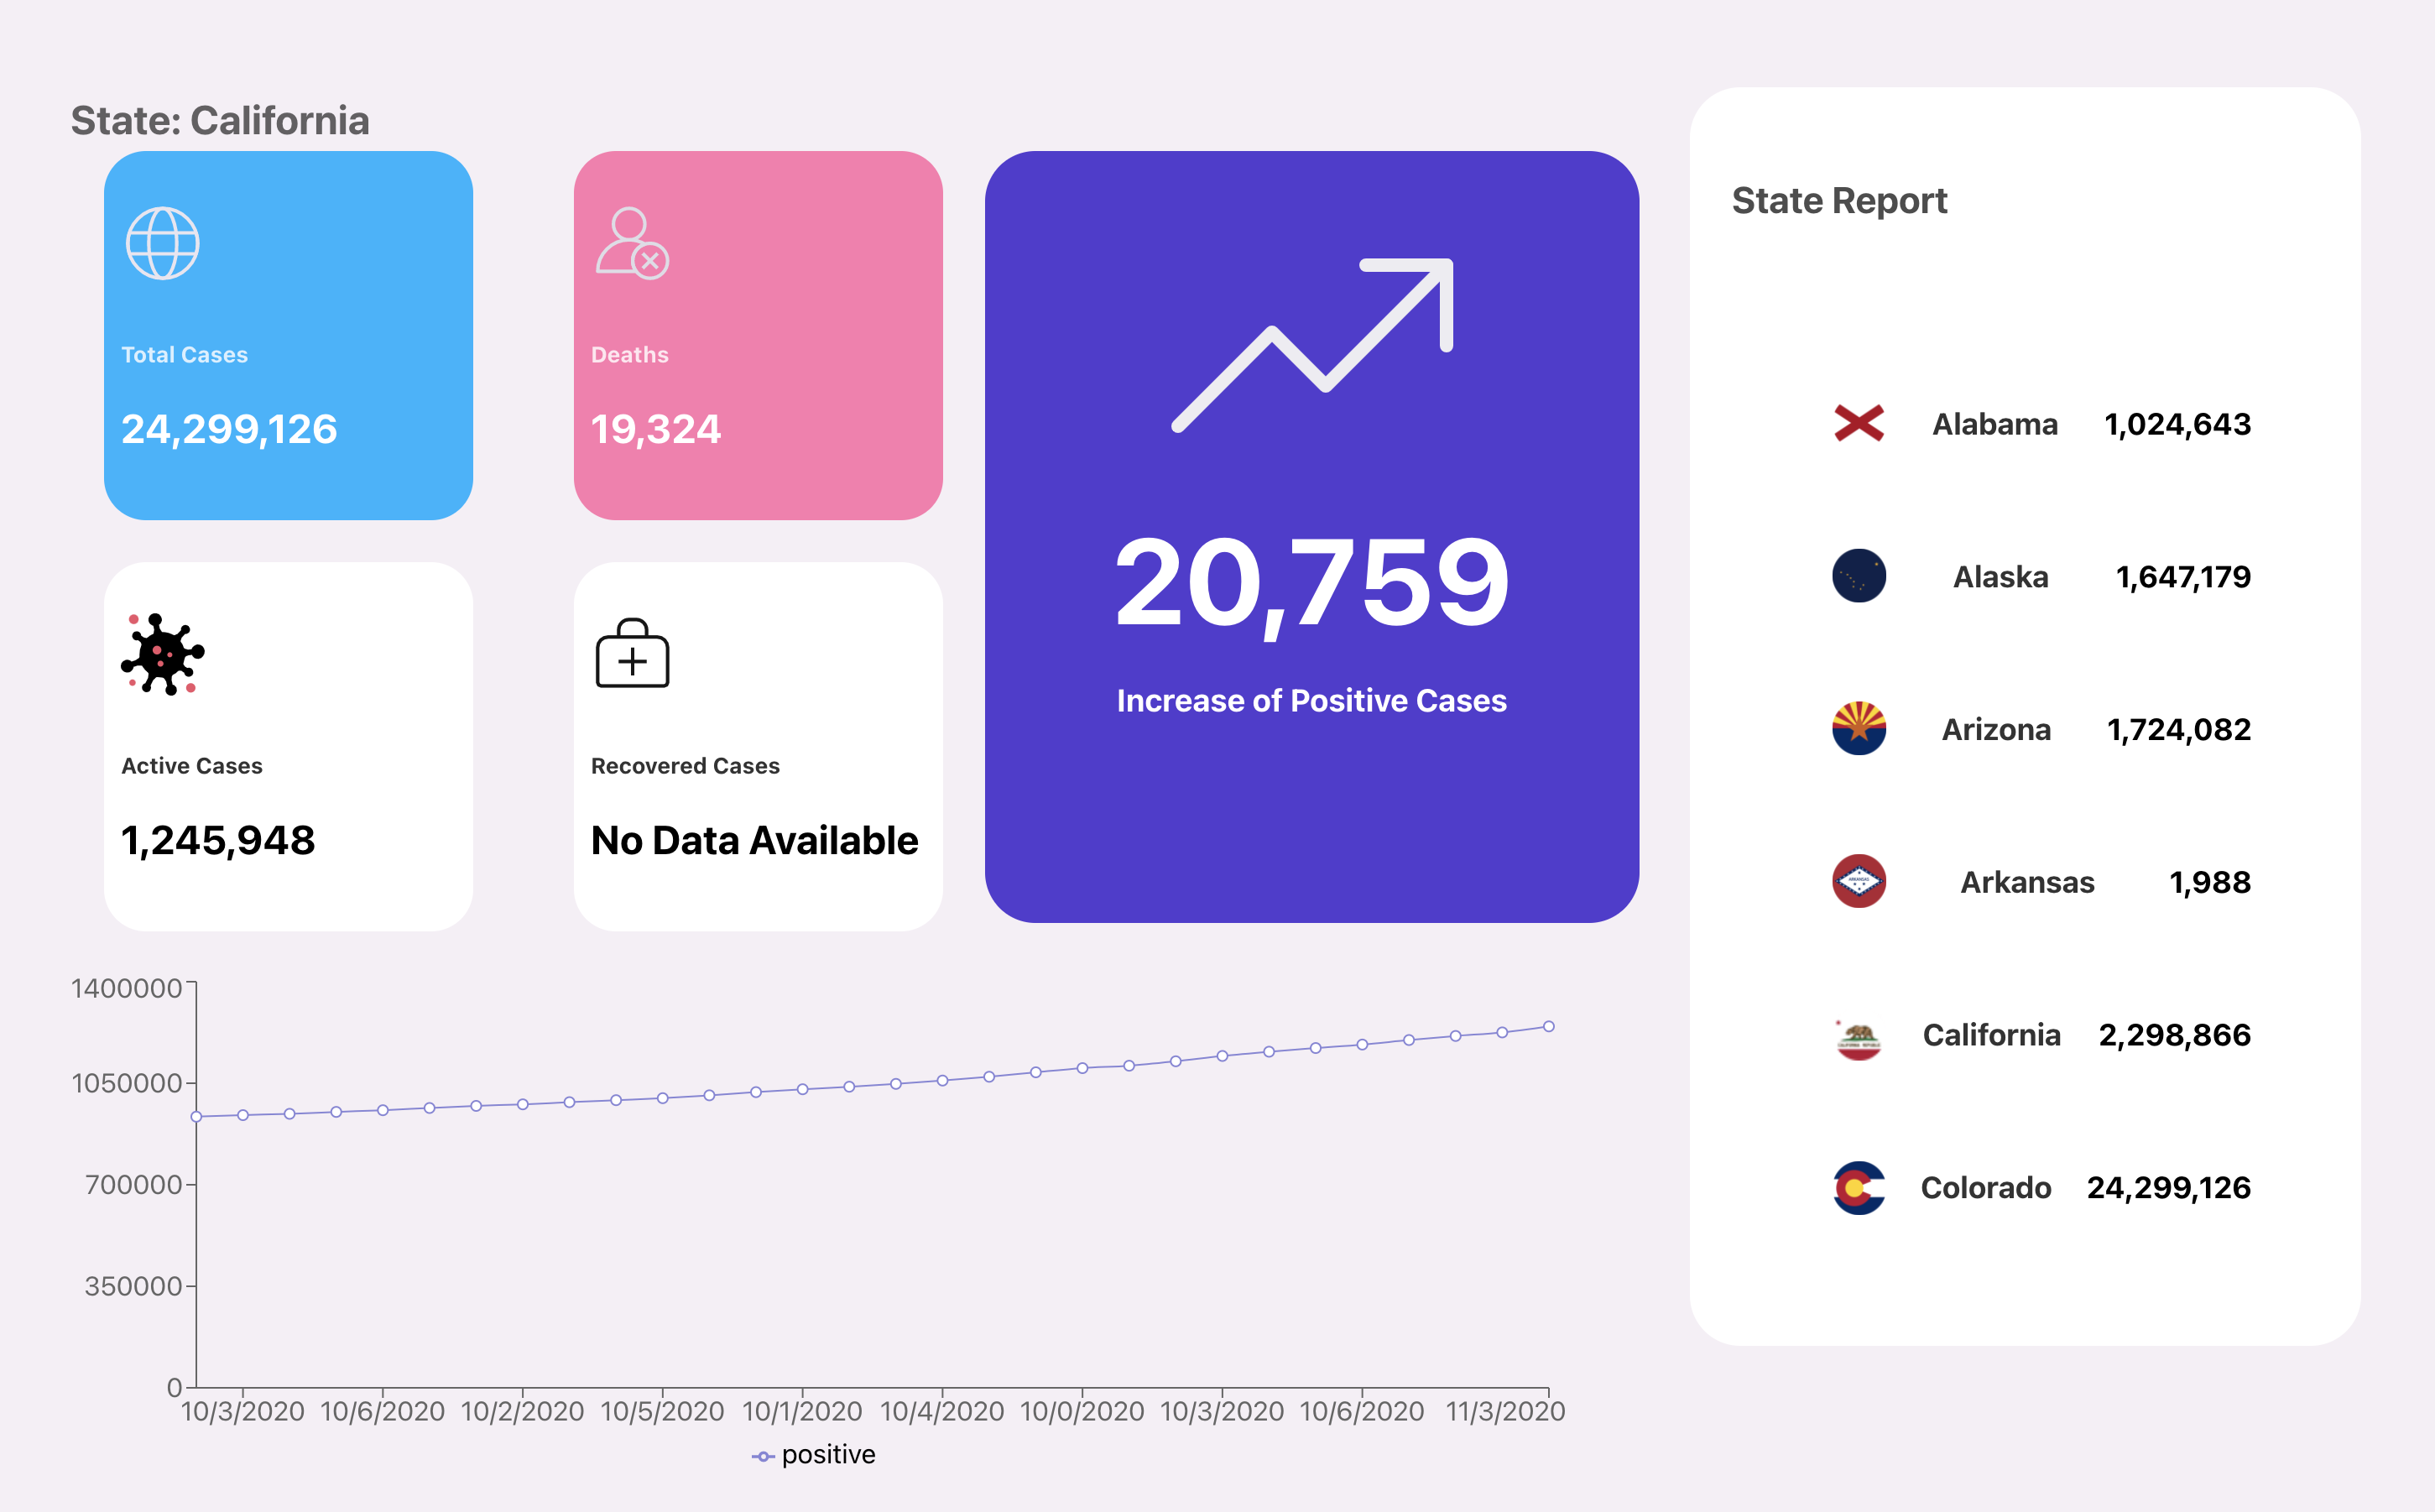 State: California
Total Cases
24,299,126
Deaths
19,324
Active Cases
1,245,948
Recovered Cases
No Data Available
20,759
Increase of Positive Cases
State Report
Alabama 1,024,643
Alaska 1,647,179
Arizona 1,724,082
Arkansas 1,988
California 2,298,866
Colorado 24,299,126
1400000
1050000
700000
350000
0
10/3/2020 10/6/2020 10/2/2020 10/5/2020 10/1/2020 10/4/2020 10/0/2020 10/3/2020 10/6/2020 11/3/2020
positive